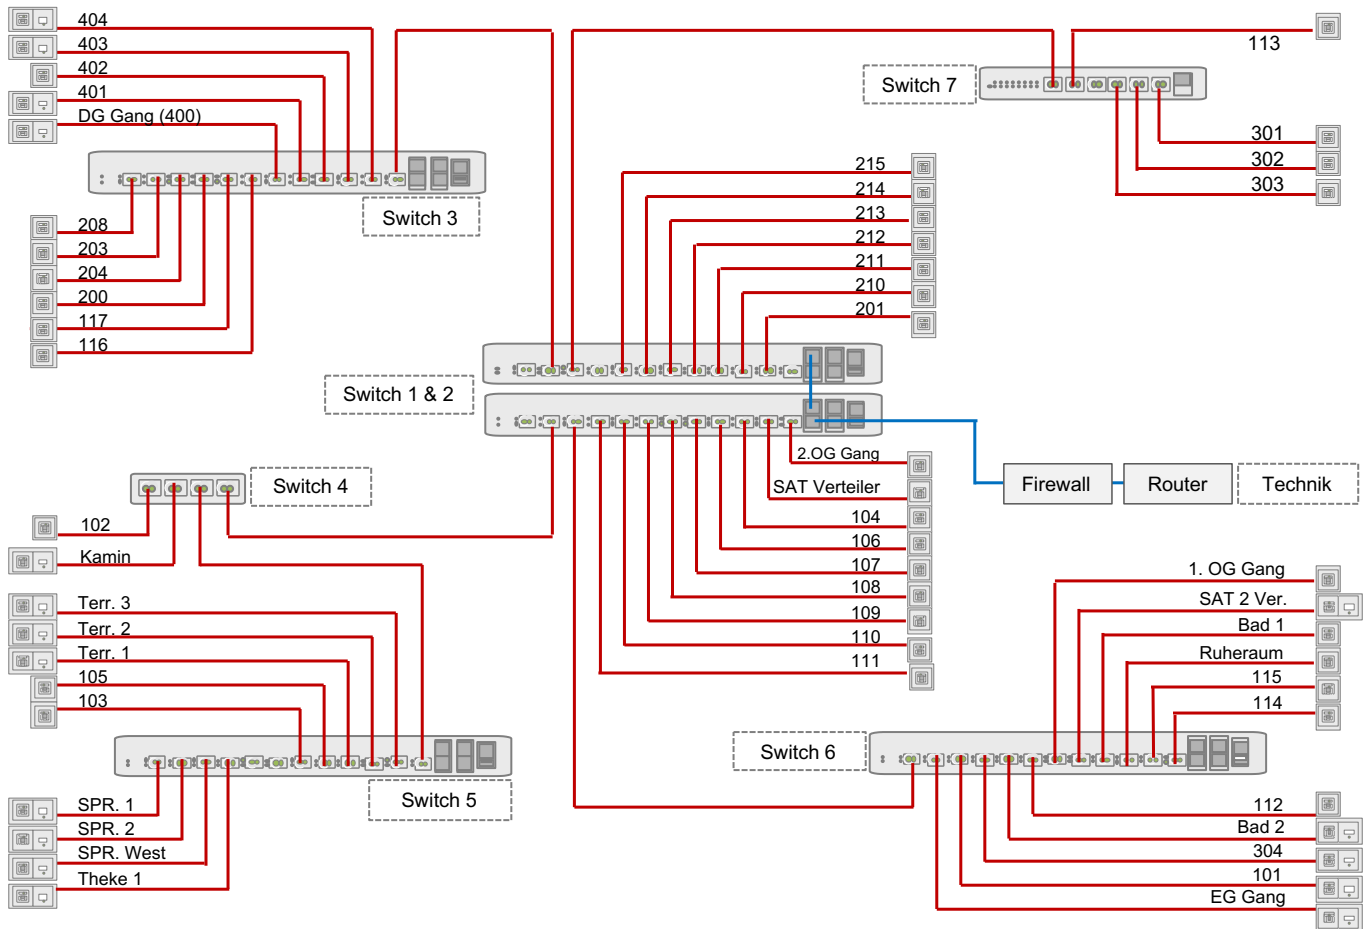 404
403
402
401
DG Gang (400)
Switch 3
208
203
204
200
117
116
113
Switch 7
301
302
303
215
214
213
212
211
210
201
Switch 1 & 2
2.OG Gang
SAT Verteiler
104
106
107
108
109
110
111
Firewall
Router
Technik
Switch 4
102
Kamin
Terr. 3
Terr. 2
Terr. 1
105
103
Switch 5
SPR. 1
SPR. 2
SPR. West
Theke 1
1. OG Gang
SAT 2 Ver.
Bad 1
Ruheraum
115
114
Switch 6
112
Bad 2
304
101
EG Gang